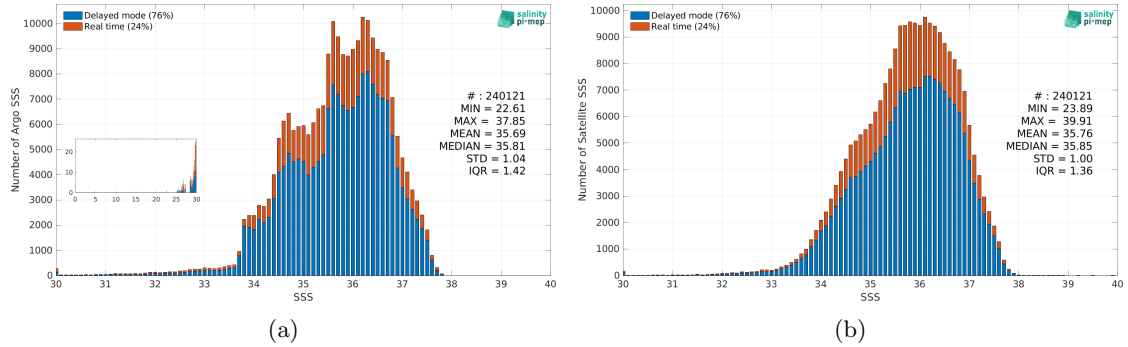 Delayed mode (76%)
Real time (24%)
salinity
pi-mep
10000
9000
8000
7000
6000
5000
4000
3000
2000
1000
0
Number of Argo SSS
# : 240121
MIN = 22.61
MAX = 37.85
MEAN = 35.69
MEDIAN = 35.81
STD = 1.04
IQR = 1.42
20
10
0
0 5 10 15 20 25 30
30 31 32 33 34 35 36 37 38 39 40
SSS
(a)
Delayed mode (76%)
Real time (24%)
salinity
pi-mep
10000
9000
8000
7000
6000
5000
4000
3000
2000
1000
0
Number of Satellite SSS
# : 240121
MIN = 23.89
MAX = 39.91
MEAN = 35.76
MEDIAN = 35.85
STD = 1.00
IQR = 1.36
30 31 32 33 34 35 36 37 38 39 40
SSS
(b)